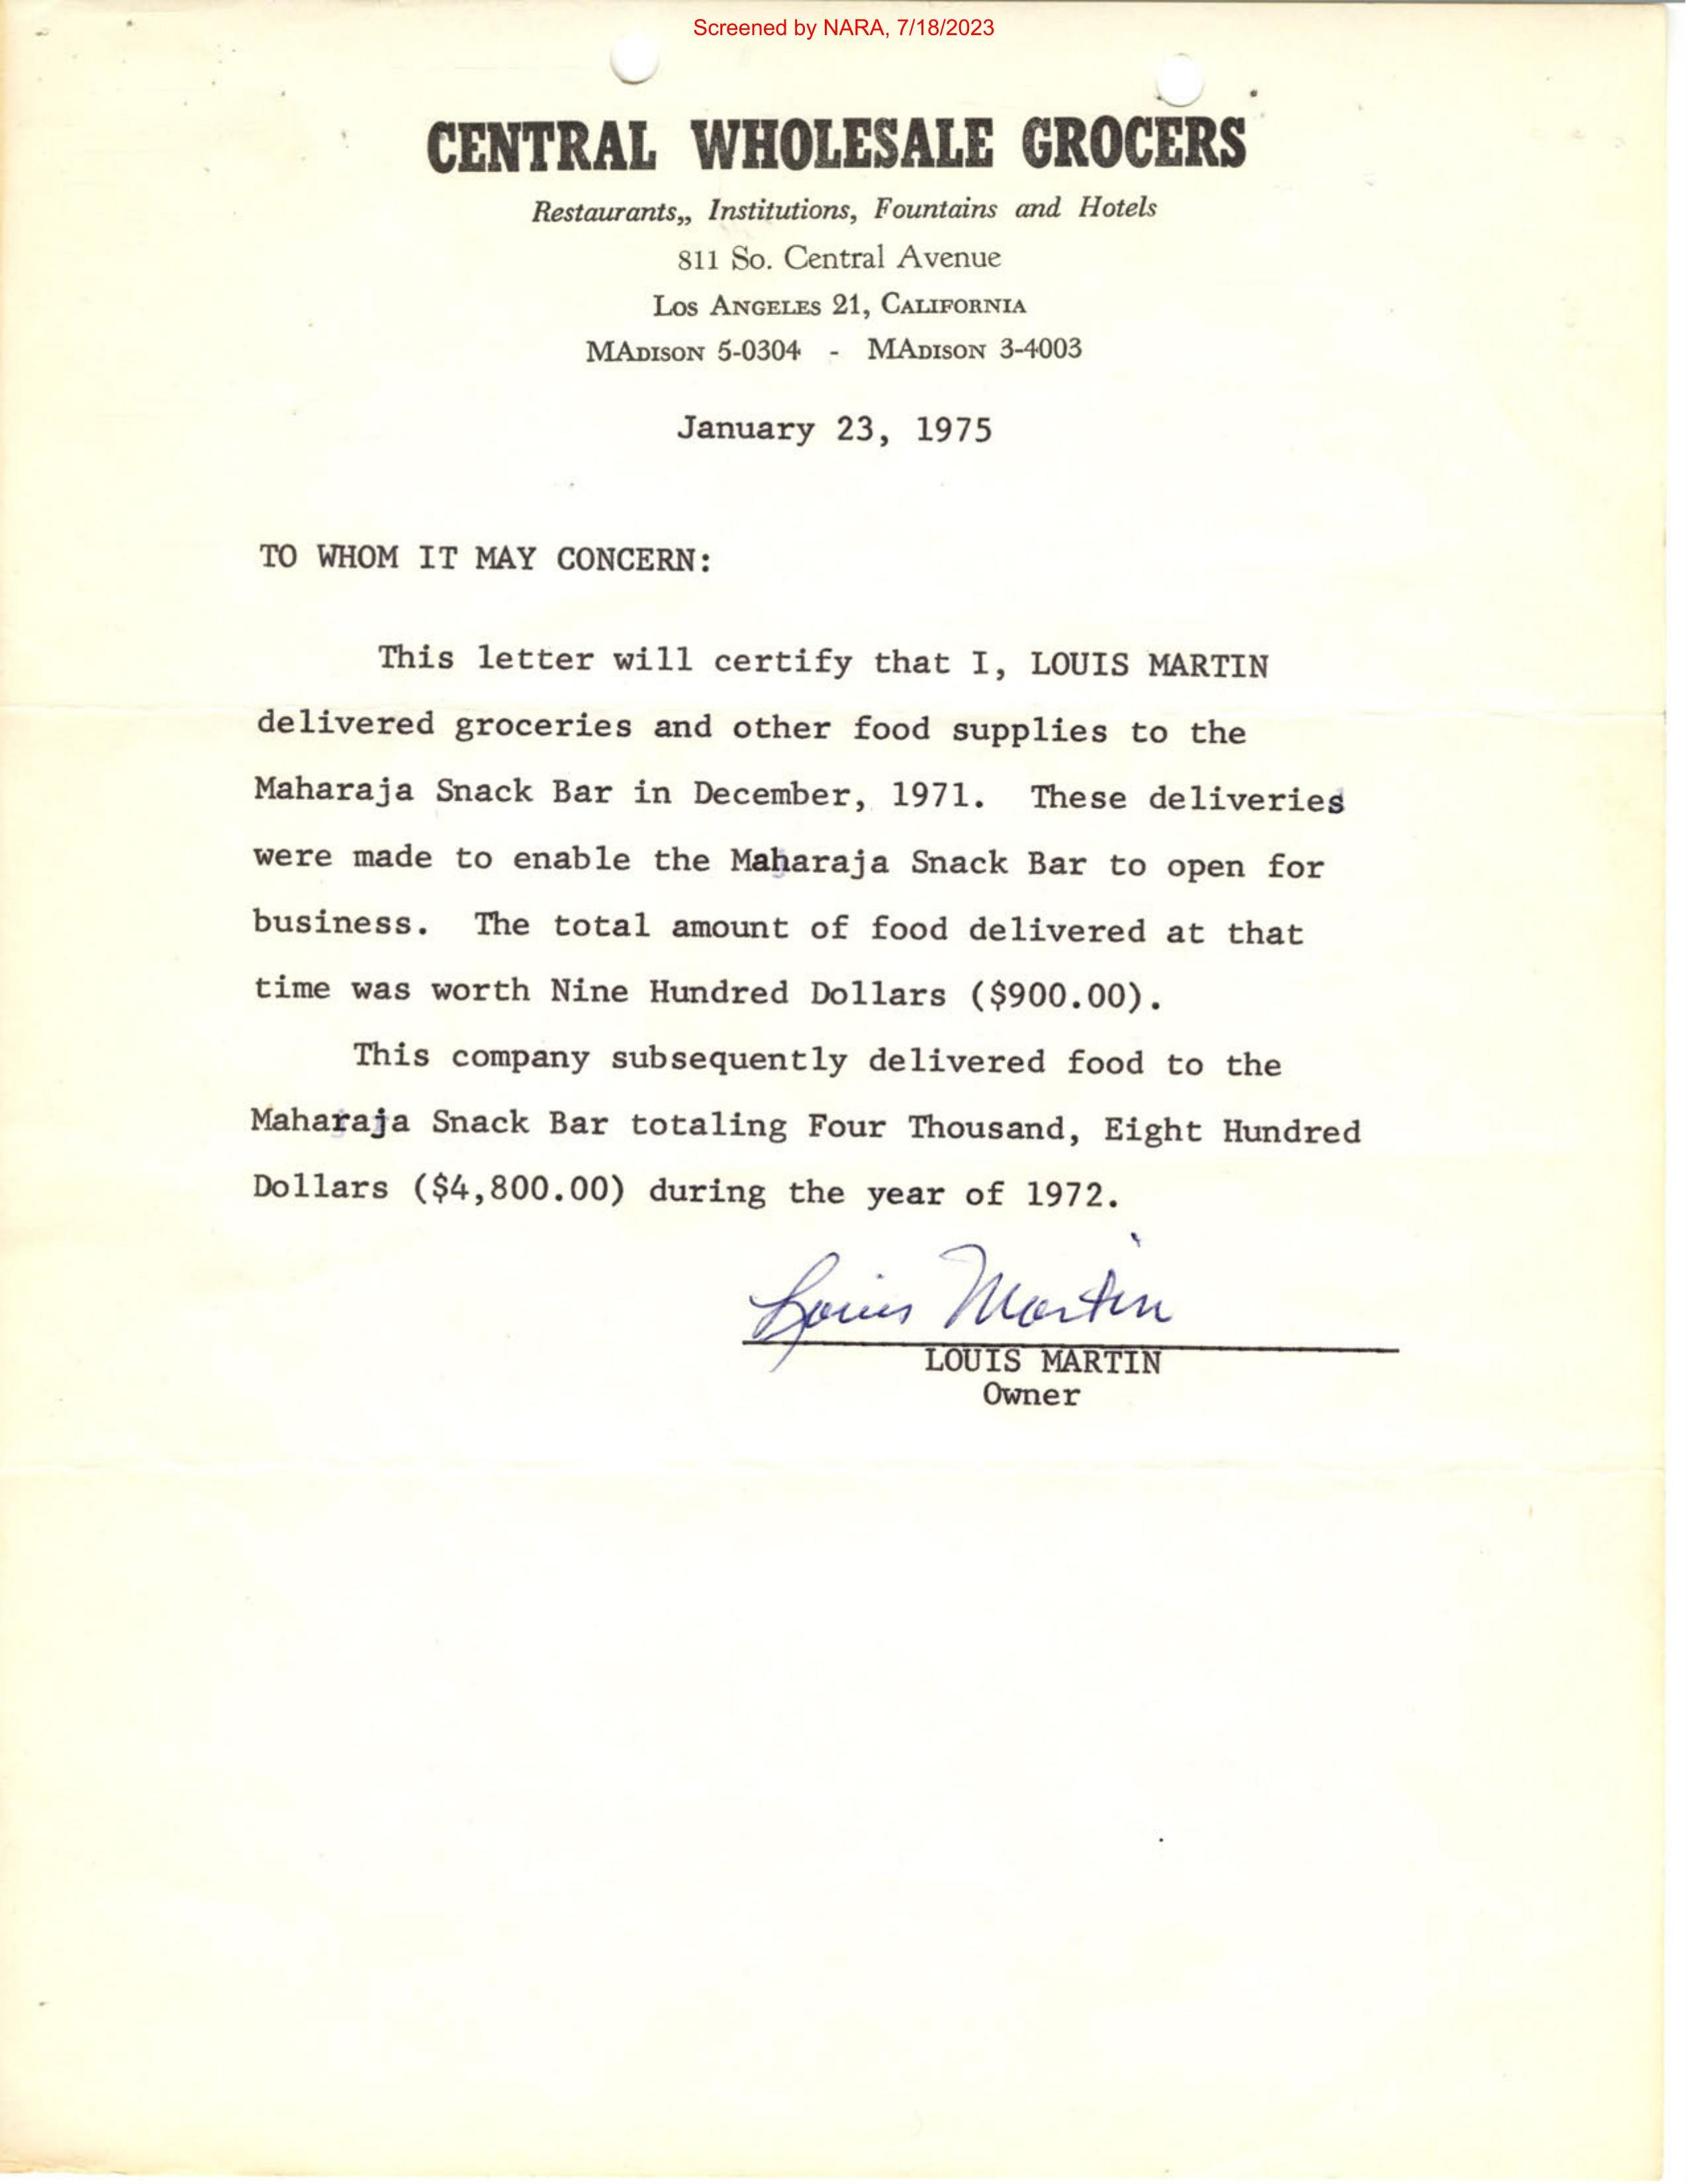 Screened by NARA, 7/18/2023
CENTRAL WHOLESALE GROCERS
Restaurants,, Institutions, Fountains and Hotels
811 So. Central Avenue
LOS ANGELES 21, CALIFORNIA
MADISON 5-0304 - MADISON 3-4003
January 23, 1975
TO WHOM IT MAY CONCERN:
This letter will certify that I, LOUIS MARTIN
delivered groceries and other food supplies to the
Maharaja Snack Bar in December, 1971. These deliveries
were made to enable the Maharaja Snack Bar to open for
business. The total amount of food delivered at that
time was worth Nine Hundred Dollars ($900.00).
This company subsequently delivered food to the
Maharaja Snack Bar totaling Four Thousand, Eight Hundred
Dollars ($4,800.00) during the year of 1972.
Louis Martin
LOUIS MARTIN
Owner